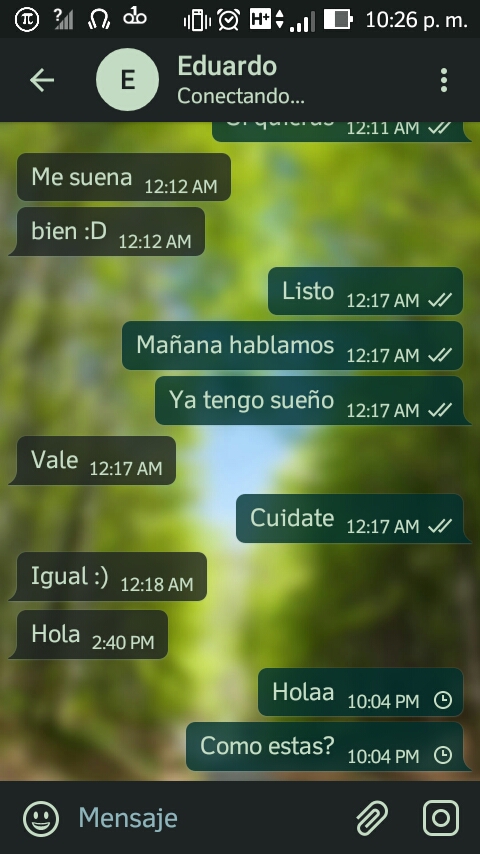 10:26 p. m.
E
Eduardo
Conectando...
Si quieras 12:11 AM
Me suena 12:12 AM
bien :D 12:12 AM
Listo 12:17 AM
Mañana hablamos 12:17 AM
Ya tengo sueño 12:17 AM
Vale 12:17 AM
Cuidate 12:17 AM
Igual :) 12:18 AM
Hola 2:40 PM
Holaa 10:04 PM
Como estas? 10:04 PM
Mensaje